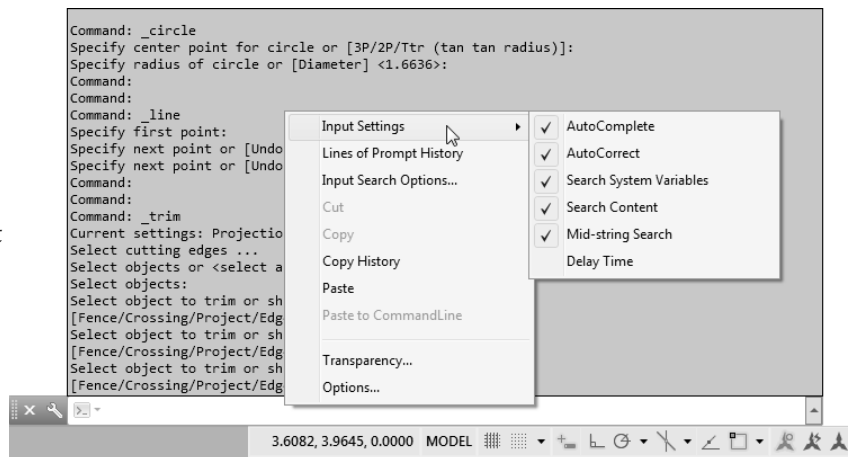 Command: _circle
Specify center point for circle or [3P/2P/Ttr (tan tan radius)]:
Specify radius of circle or [Diameter] <1.6636>:
Command:
Command:
Command: _line
Specify first point:
Specify next point or [Undo
Specify next point or [Undo
Command:
Command:
Command: _trim
Current settings: Projectio
Select cutting edges ...
Select objects or <select a
Select objects:
Select object to trim or sh
[Fence/Crossing/Project/Edg
Select object to trim or sh
[Fence/Crossing/Project/Edg
Select object to trim or sh
[Fence/Crossing/Project/Edg
Input Settings
Lines of Prompt History
Input Search Options...
Cut
Copy
Copy History
Paste
Paste to CommandLine
Transparency...
Options...
AutoComplete
AutoCorrect
Search System Variables
Search Content
Mid-string Search
Delay Time
3.6082, 3.9645, 0.0000 MODEL